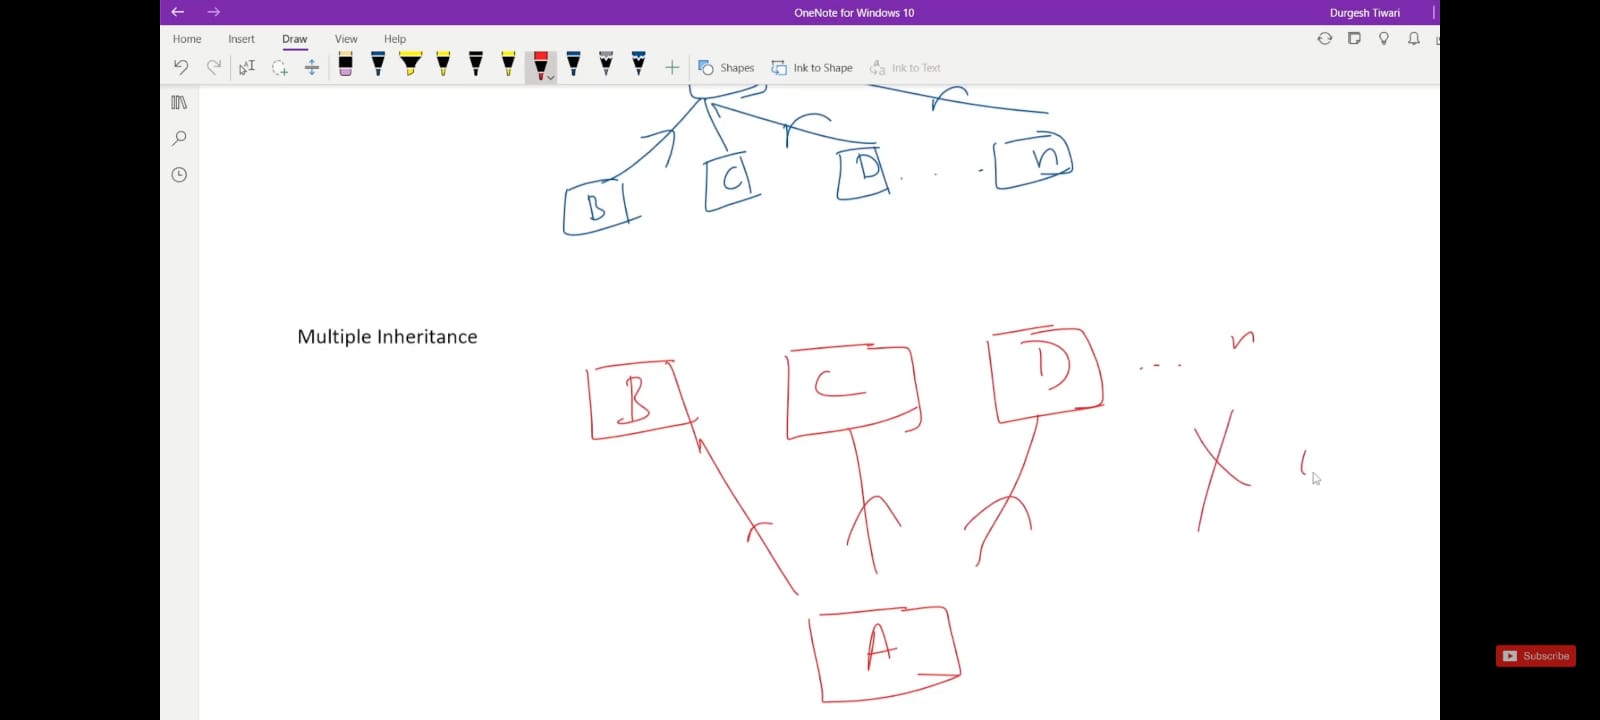 OneNote for Windows 10
Durgesh Tiwari
Home Insert Draw View Help
Shapes Ink to Shape Ink to Text
B C D . . . n
Multiple Inheritance
B C D ... n
X (
A
Subscribe